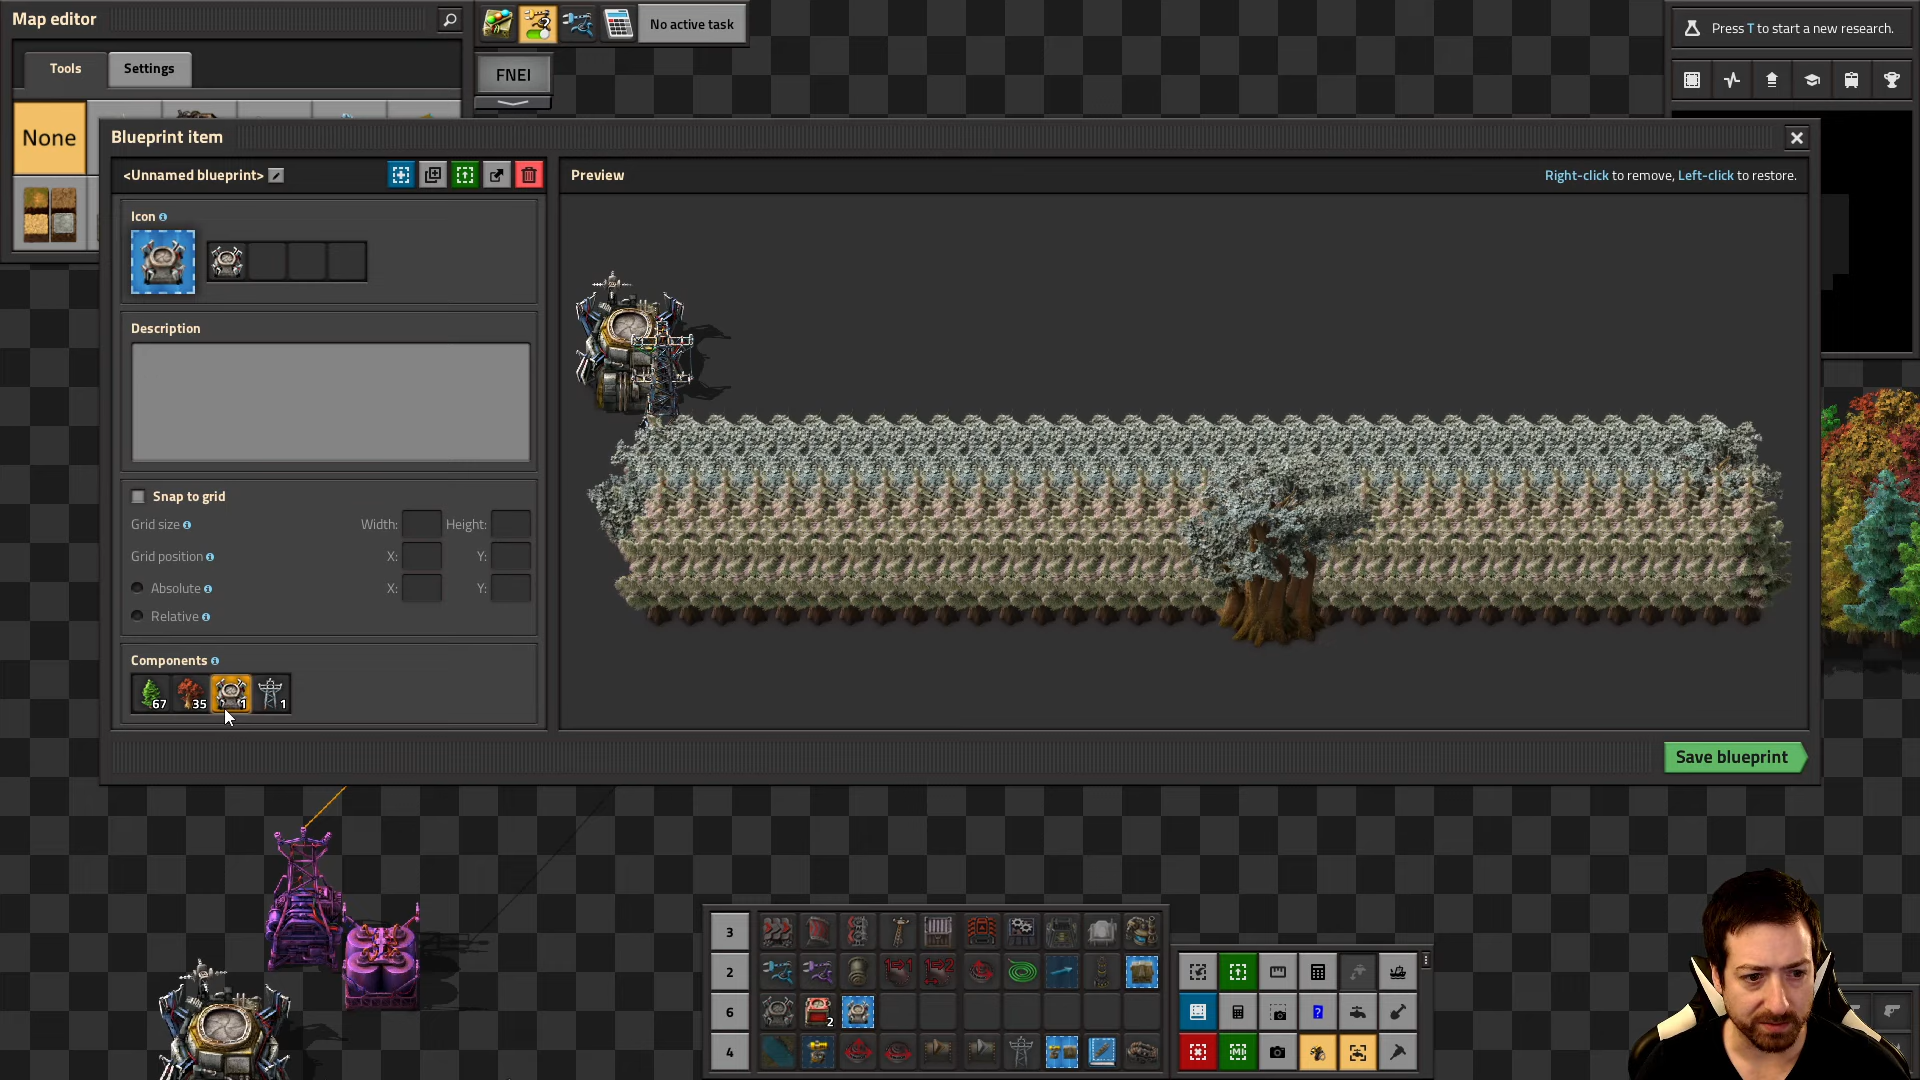 Map editor
No active task
Press T to start a new research.
Tools
Settings
FNEI
None
Blueprint item
<Unnamed blueprint>
Preview
Right-click to remove, Left-click to restore.
Icon
Description
Snap to grid
Grid size
Width:
Height:
Grid position
X:
Y:
Absolute
X:
Y:
Relative
Components
67
35
1
1
Save blueprint
3
2
6
2
4